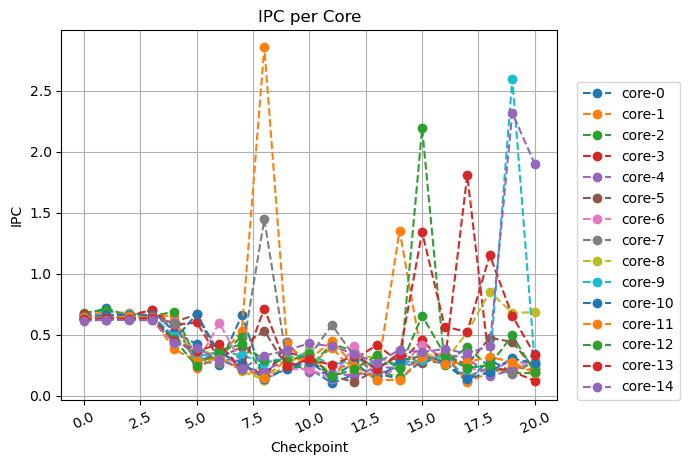 IPC per Core
IPC
2.5
2.0
1.5
1.0
0.5
0.0
0.0
2.5
5.0
7.5
10.0
12.5
15.0
17.5
20.0
Checkpoint
core-0
core-1
core-2
core-3
core-4
core-5
core-6
core-7
core-8
core-9
core-10
core-11
core-12
core-13
core-14